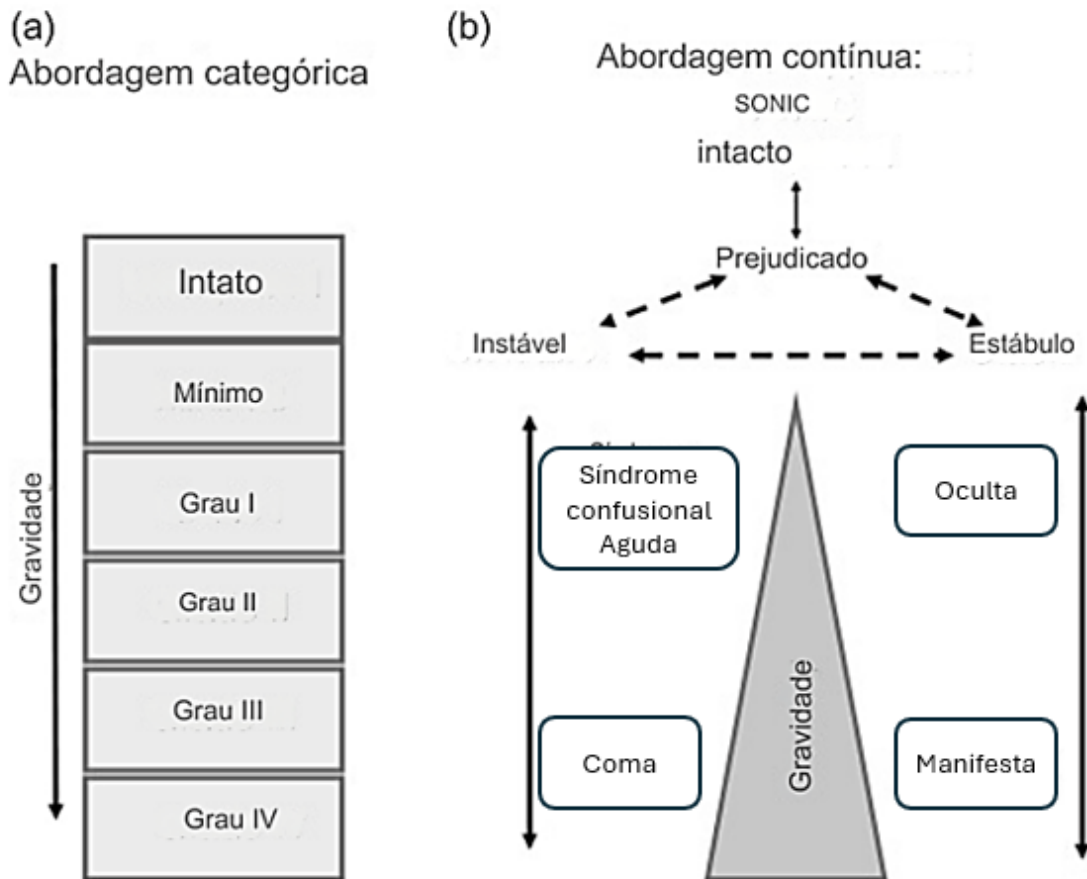 (a)
Abordagem categórica
Gravidade
Intato
Mínimo
Grau I
Grau II
Grau III
Grau IV
(b)
Abordagem contínua:
SONIC
intacto
Prejudicado
Instável
Estábulo
Síndrome
confusional
Aguda
Oculta
Coma
Gravidade
Manifesta